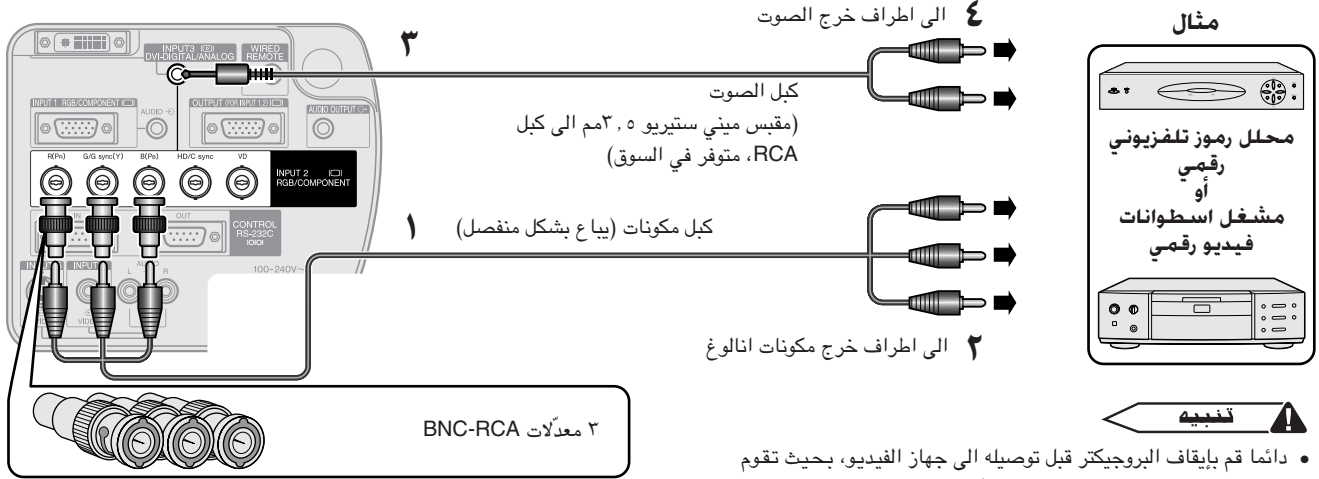 ٤ الى اطراف خرج الصوت
مثال
٣
INPUT3
DVI-DIGITAL/ANALOG
WIRED
REMOTE
كبل الصوت
(مقبس ميني ستيريو ٣,٥مم الى كبل
RCA، متوفر في السوق)
محلل رموز تلفزيوني
رقمي
أو
مشغل اسطوانات
فيديو رقمي
INPUT 1 RGB/COMPONENT
AUDIO
OUTPUT (FOR INPUT 1,2)
AUDIO OUTPUT
R(PR) G/G sync(Y) B(PB) HD/C sync VD
INPUT 2
RGB/COMPONENT
١ كبل مكونات (يباع بشكل منفصل)
IN
OUT
CONTROL
RS-232C
100-240V~
L
R
٢ الى اطراف خرج مكونات انالوغ
٣ معدّلات BNC-RCA
تنبيه
• دائما قم بإيقاف البروجيكتر قبل توصيله الى جهاز الفيديو، بحيث تقوم